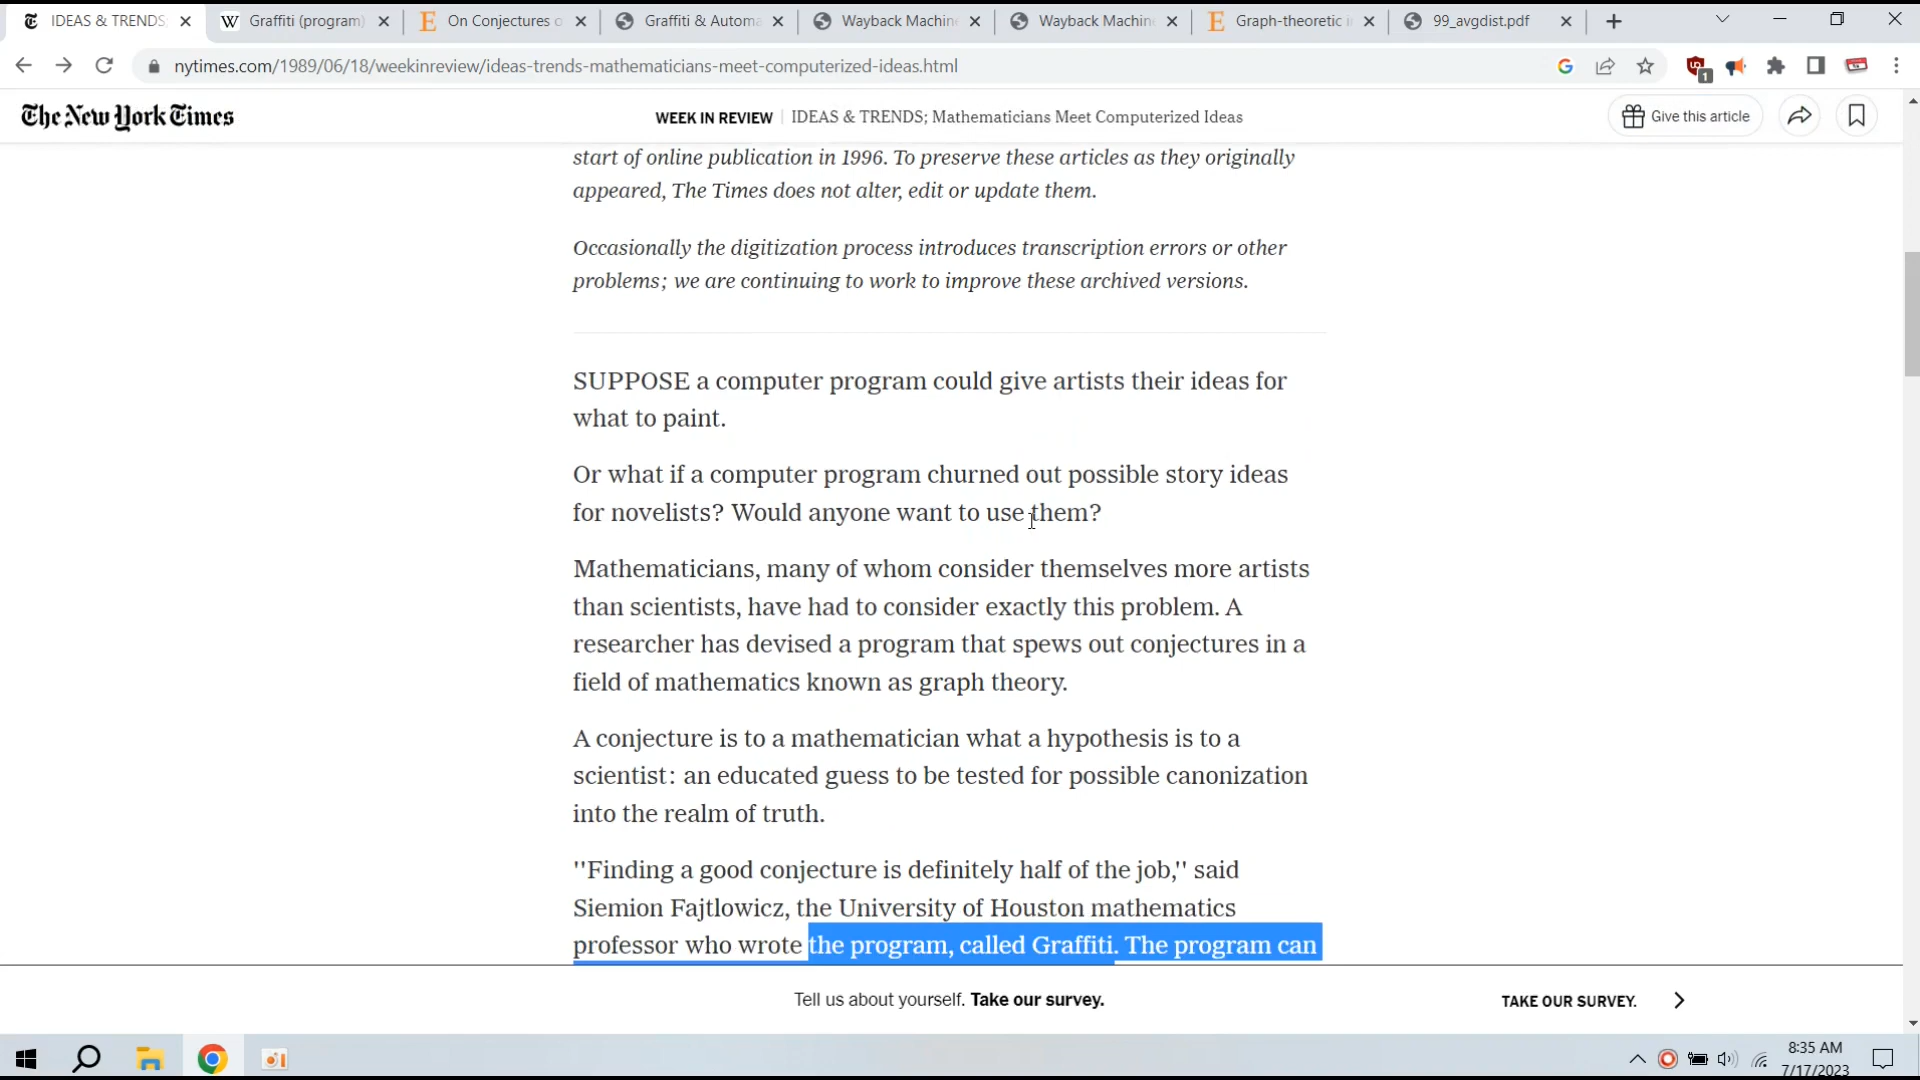 IDEAS & TRENDS
Graffiti (program)
On Conjectures o
Graffiti & Automa
Wayback Machin
Wayback Machin
Graph-theoretic i
99_avgdist.pdf
nytimes.com/1989/06/18/weekinreview/ideas-trends-mathematicians-meet-computerized-ideas.html
1
The New York Times
WEEK IN REVIEW | IDEAS & TRENDS; Mathematicians Meet Computerized Ideas
Give this article
start of online publication in 1996. To preserve these articles as they originally
appeared, The Times does not alter, edit or update them.
Occasionally the digitization process introduces transcription errors or other
problems; we are continuing to work to improve these archived versions.
SUPPOSE a computer program could give artists their ideas for
what to paint.
Or what if a computer program churned out possible story ideas
for novelists? Would anyone want to use them?
Mathematicians, many of whom consider themselves more artists
than scientists, have had to consider exactly this problem. A
researcher has devised a program that spews out conjectures in a
field of mathematics known as graph theory.
A conjecture is to a mathematician what a hypothesis is to a
scientist: an educated guess to be tested for possible canonization
into the realm of truth.
''Finding a good conjecture is definitely half of the job,'' said
Siemion Fajtlowicz, the University of Houston mathematics
professor who wrote the program, called Graffiti. The program can
Tell us about yourself. Take our survey.
TAKE OUR SURVEY.
8:35 AM
7/17/2023